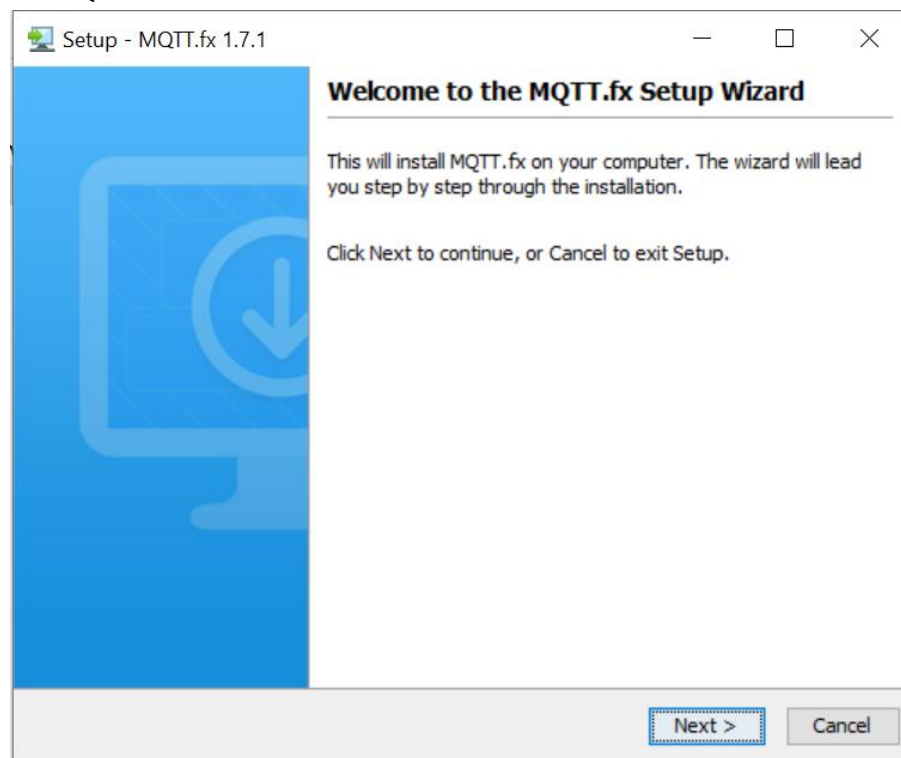 Setup - MQTT.fx 1.7.1
Welcome to the MQTT.fx Setup Wizard
This will install MQTT.fx on your computer. The wizard will lead
you step by step through the installation.
Click Next to continue, or Cancel to exit Setup.
Next >
Cancel